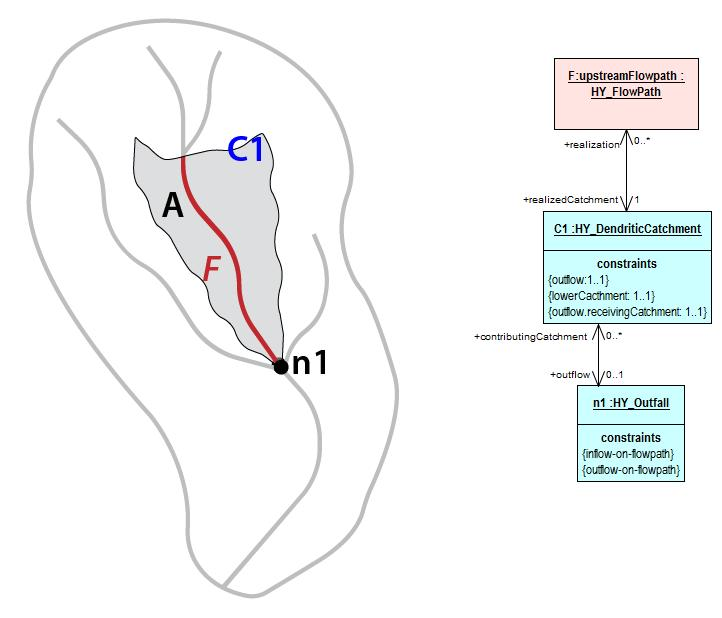 C1
A
F
n1
F:upstreamFlowpath :
HY_FlowPath
+realization
0..*
+realizedCatchment
1
C1 :HY_DendriticCatchment
constraints
{outflow:1..1}
{lowerCacthment: 1..1}
{outflow.receivingCatchment: 1..1}
+contributingCatchment
0..*
+outflow
0..1
n1 :HY_Outfall
constraints
{inflow-on-flowpath}
{outflow-on-flowpath}